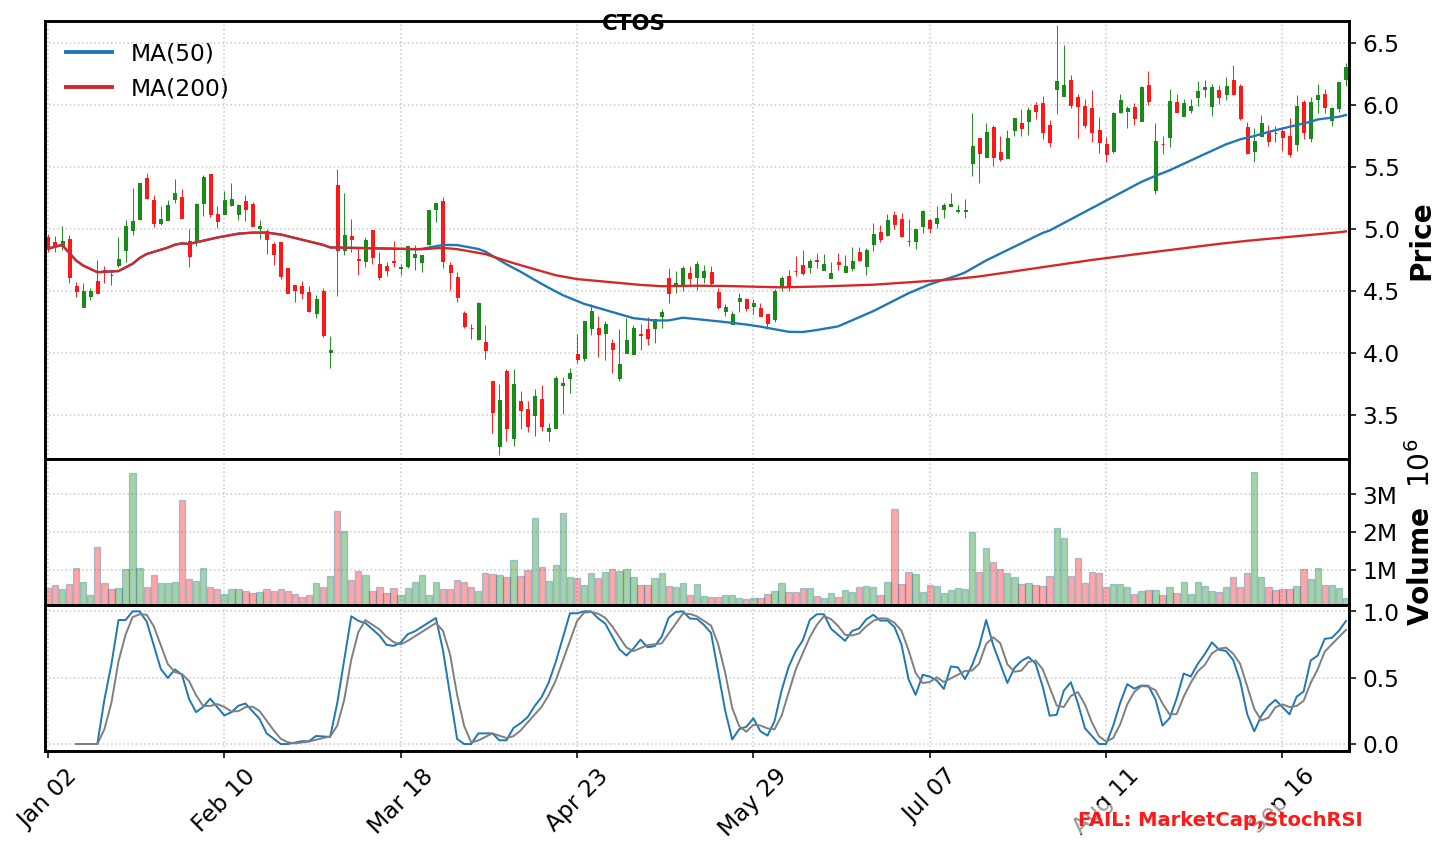 CTOS
MA(50)
MA(200)
6.5
6.0
5.5
5.0
4.5
4.0
3.5
Price
3M
2M
1M
Volume 10^6
1.0
0.5
0.0
Jan 02
Feb 10
Mar 18
Apr 23
May 29
Jul 07
Aug 11
Sep 16
FAIL: MarketCap,StochRSI